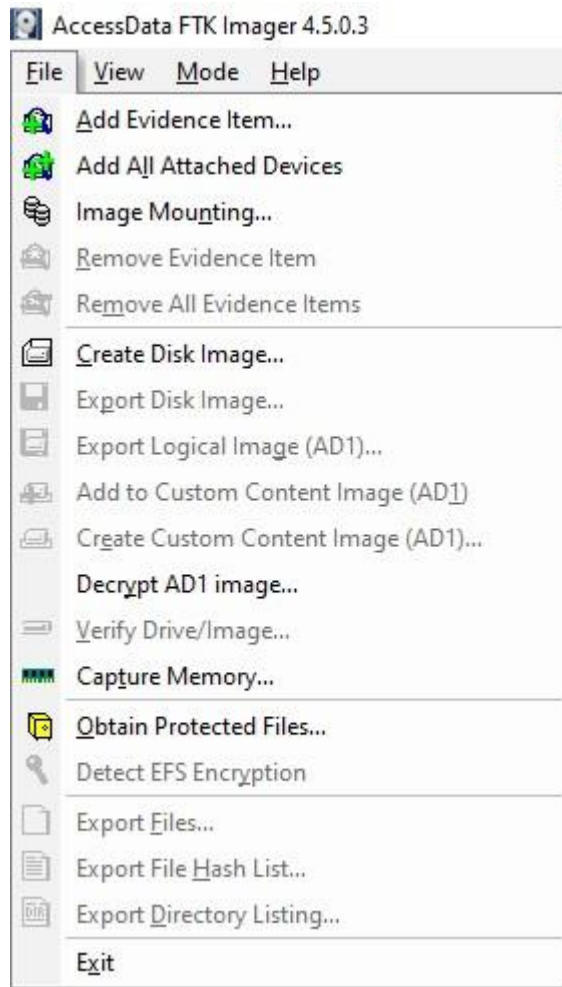 AccessData FTK Imager 4.5.0.3
File View Mode Help
Add Evidence Item...
Add All Attached Devices
Image Mounting...
Remove Evidence Item
Remove All Evidence Items
Create Disk Image...
Export Disk Image...
Export Logical Image (AD1)...
Add to Custom Content Image (AD1)
Create Custom Content Image (AD1)...
Decrypt AD1 image...
Verify Drive/Image...
Capture Memory...
Obtain Protected Files...
Detect EFS Encryption
Export Files...
Export File Hash List...
DIR Export Directory Listing...
Exit